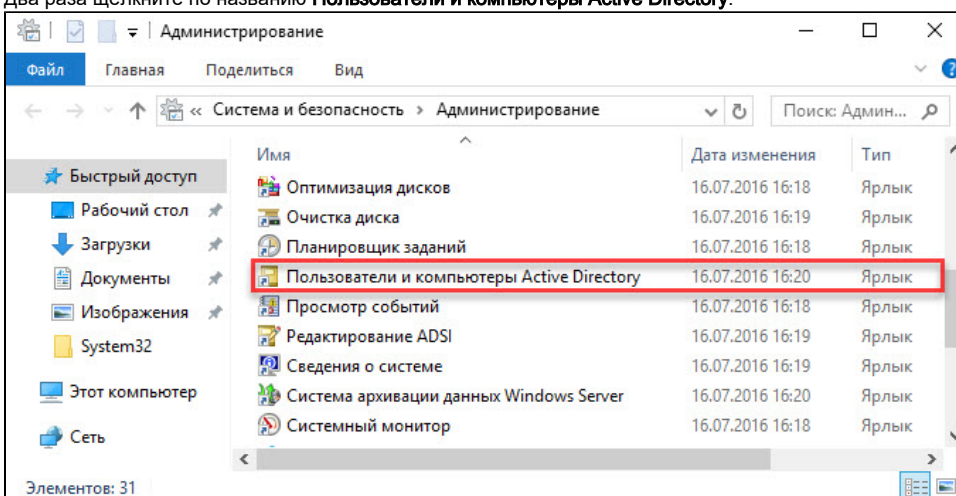 Два раза щелкните по названию Пользователи и компьютеры Active Directory.
Администрирование
Файл Главная Поделиться Вид
« Система и безопасность › Администрирование Поиск: Админ...
Имя Дата изменения Тип
Быстрый доступ
Рабочий стол
Загрузки
Документы
Изображения
System32
Этот компьютер
Сеть
Оптимизация дисков 16.07.2016 16:18 Ярлык
Очистка диска 16.07.2016 16:19 Ярлык
Планировщик заданий 16.07.2016 16:18 Ярлык
Пользователи и компьютеры Active Directory 16.07.2016 16:20 Ярлык
Просмотр событий 16.07.2016 16:18 Ярлык
Редактирование ADSI 16.07.2016 16:19 Ярлык
Сведения о системе 16.07.2016 16:19 Ярлык
Система архивации данных Windows Server 16.07.2016 16:20 Ярлык
Системный монитор 16.07.2016 16:18 Ярлык
Элементов: 31